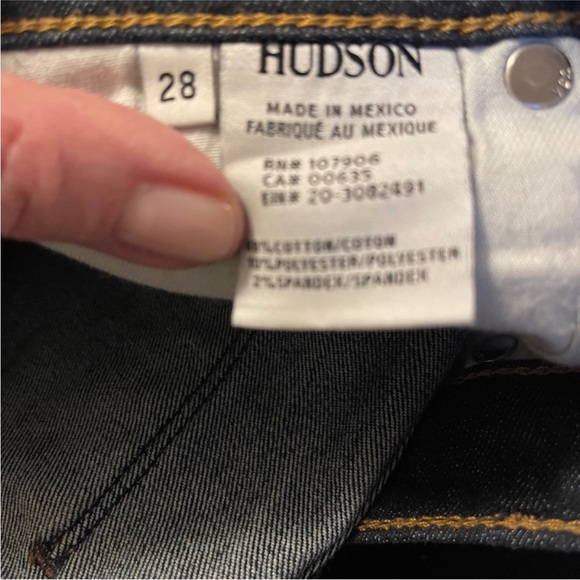 28
HUDSON
MADE IN MEXICO
FABRIQUÉ AU MEXIQUE
RN# 107906
CA# 00635
EIN# 20-3082491
COTTON/COTON
10%POLYESTER/POLYESTER
2%SPANDEX/SPANDEX